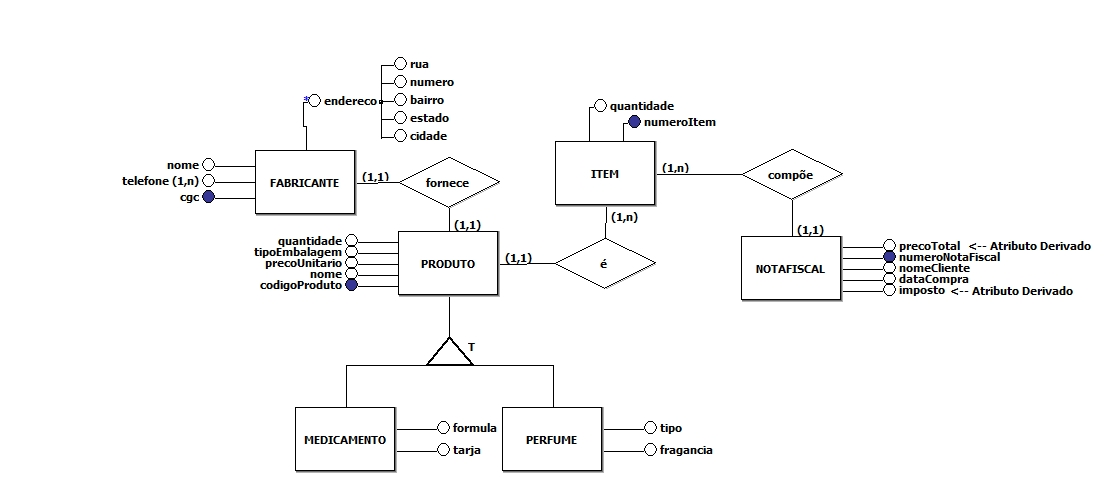 rua
* endereco
numero
bairro
estado
cidade
quantidade
numeroItem
nome
telefone (1,n)
cgc
FABRICANTE
(1,1)
fornece
(1,1)
ITEM
(1,n)
compõe
(1,1)
(1,n)
quantidade
tipoEmbalagem
precoUnitario
nome
codigoProduto
PRODUTO
(1,1)
é
NOTAFISCAL
precoTotal <-- Atributo Derivado
numeroNotaFiscal
nomeCliente
dataCompra
imposto <-- Atributo Derivado
T
MEDICAMENTO
formula
tarja
PERFUME
tipo
fragancia